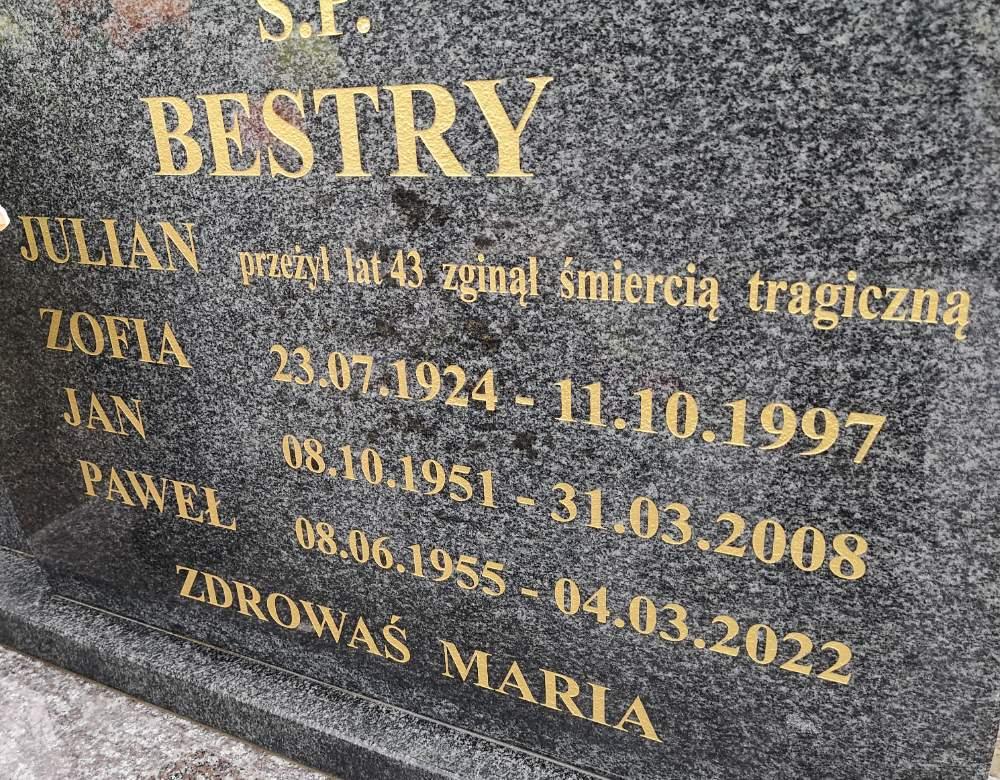 Ś.P.
BESTRY
JULIAN przeżył lat 43 zginął śmiercią tragiczną
ZOFIA 23.07.1924 - 11.10.1997
JAN 08.10.1951 - 31.03.2008
PAWEŁ 08.06.1955 - 04.03.2022
ZDROWAŚ MARIA